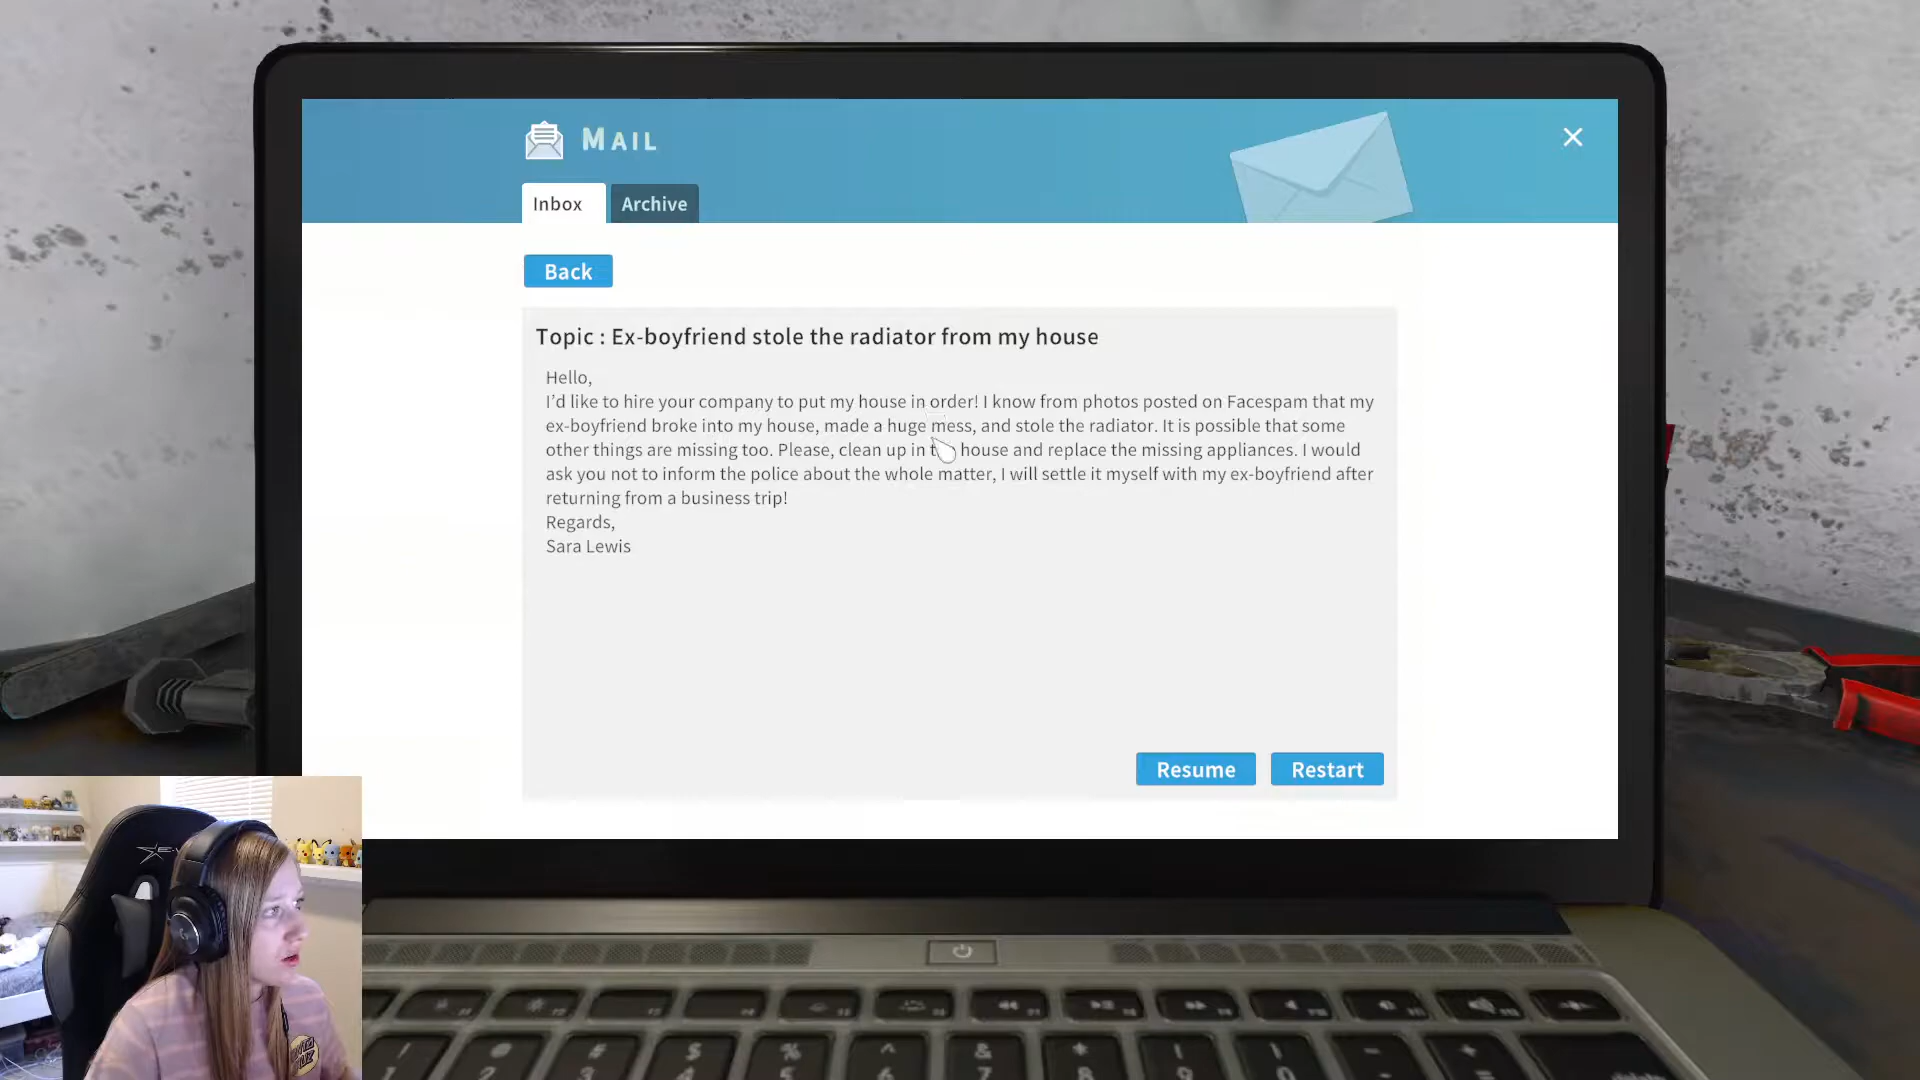 MAIL
Inbox
Archive
Back
Topic : Ex-boyfriend stole the radiator from my house
Hello,
I'd like to hire your company to put my house in order! I know from photos posted on Facespam that my
ex-boyfriend broke into my house, made a huge mess, and stole the radiator. It is possible that some
other things are missing too. Please, clean up in house and replace the missing appliances. I would
ask you not to inform the police about the whole matter, I will settle it myself with my ex-boyfriend after
returning from a business trip!
Regards,
Sara Lewis
Resume
Restart